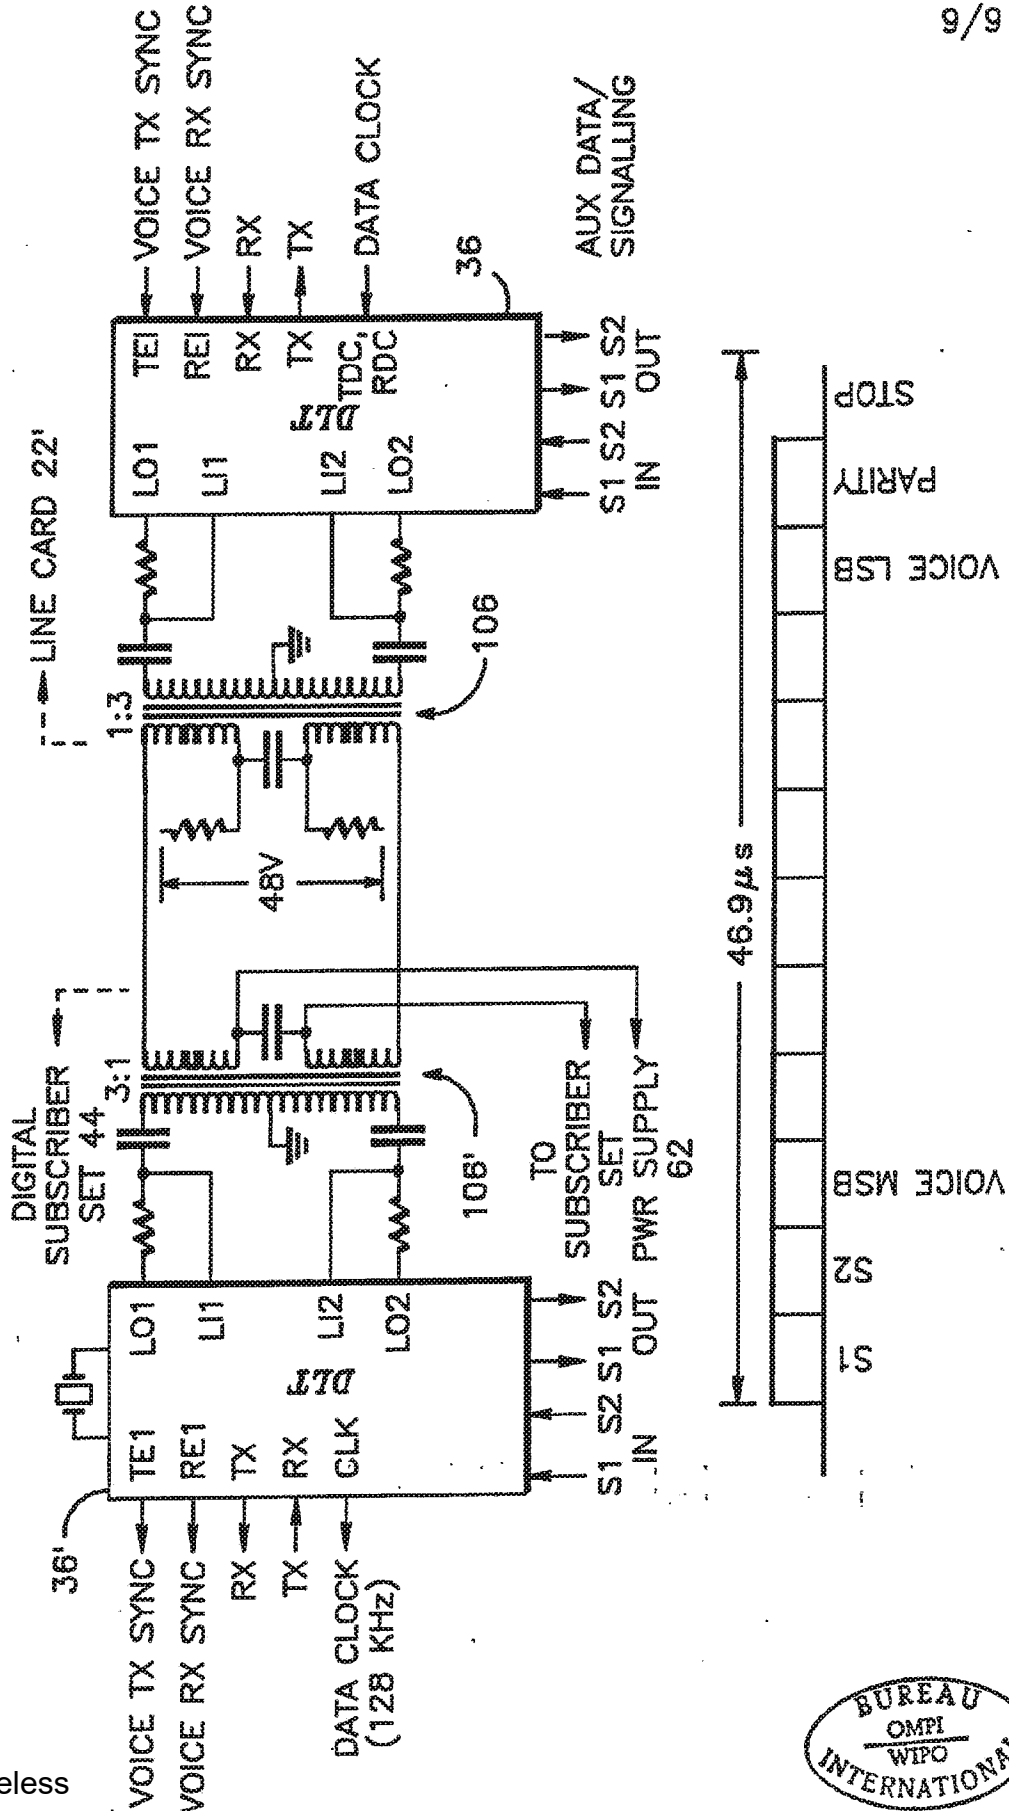 6/6
DIGITAL
SUBSCRIBER
SET 44
LINE CARD 22'
3:1
1:3
36'
VOICE TX SYNC
VOICE RX SYNC
RX
TX
DATA CLOCK
(128 KHz)
TE1
RE1
TX
RX
CLK
DLT
LO1
LI1
LI2
LO2
S1 S2 S1 S2
IN OUT
108'
48V
106
TO
SUBSCRIBER
SET
PWR SUPPLY
62
LO1
LI1
LI2
LO2
DLT
TEI
REI
RX
TX
TDC,
RDC
VOICE TX SYNC
VOICE RX SYNC
RX
TX
DATA CLOCK
36
S1 S2 S1 S2
IN OUT
AUX DATA/
SIGNALLING
46.9μs
S1
S2
VOICE MSB
VOICE LSB
PARITY
STOP
BUREAU
OMPI
WIPO
INTERNATIONAL
eless